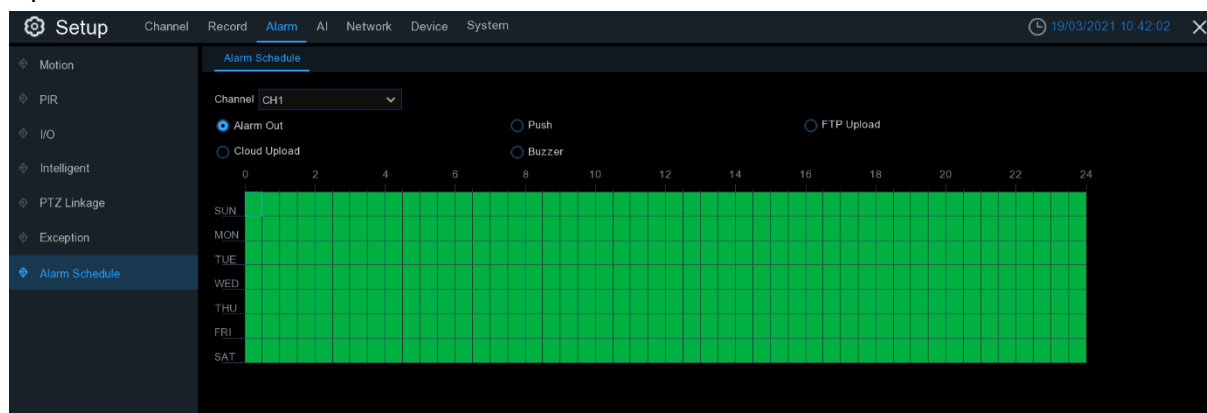 Setup Channel Record Alarm AI Network Device System 19/03/2021 10:42:02
Motion
PIR
I/O
Intelligent
PTZ Linkage
Exception
Alarm Schedule
Alarm Schedule
Channel CH1
Alarm Out Push FTP Upload
Cloud Upload Buzzer
0 2 4 6 8 10 12 14 16 18 20 22 24
SUN
MON
TUE
WED
THU
FRI
SAT